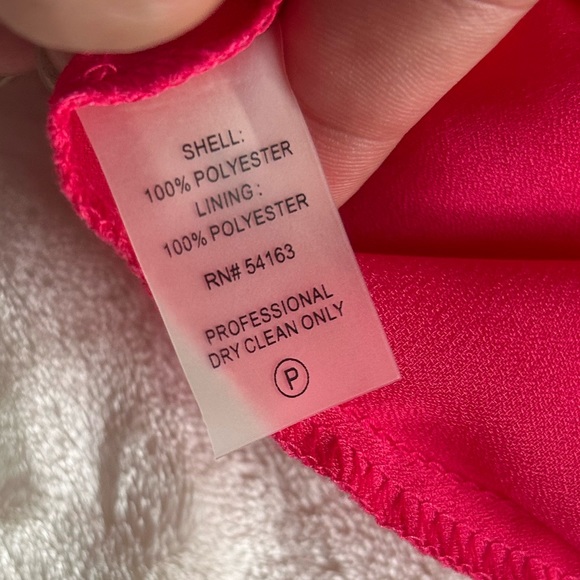 SHELL:
100% POLYESTER
LINING :
100% POLYESTER
RN# 54163
PROFESSIONAL
DRY CLEAN ONLY
P